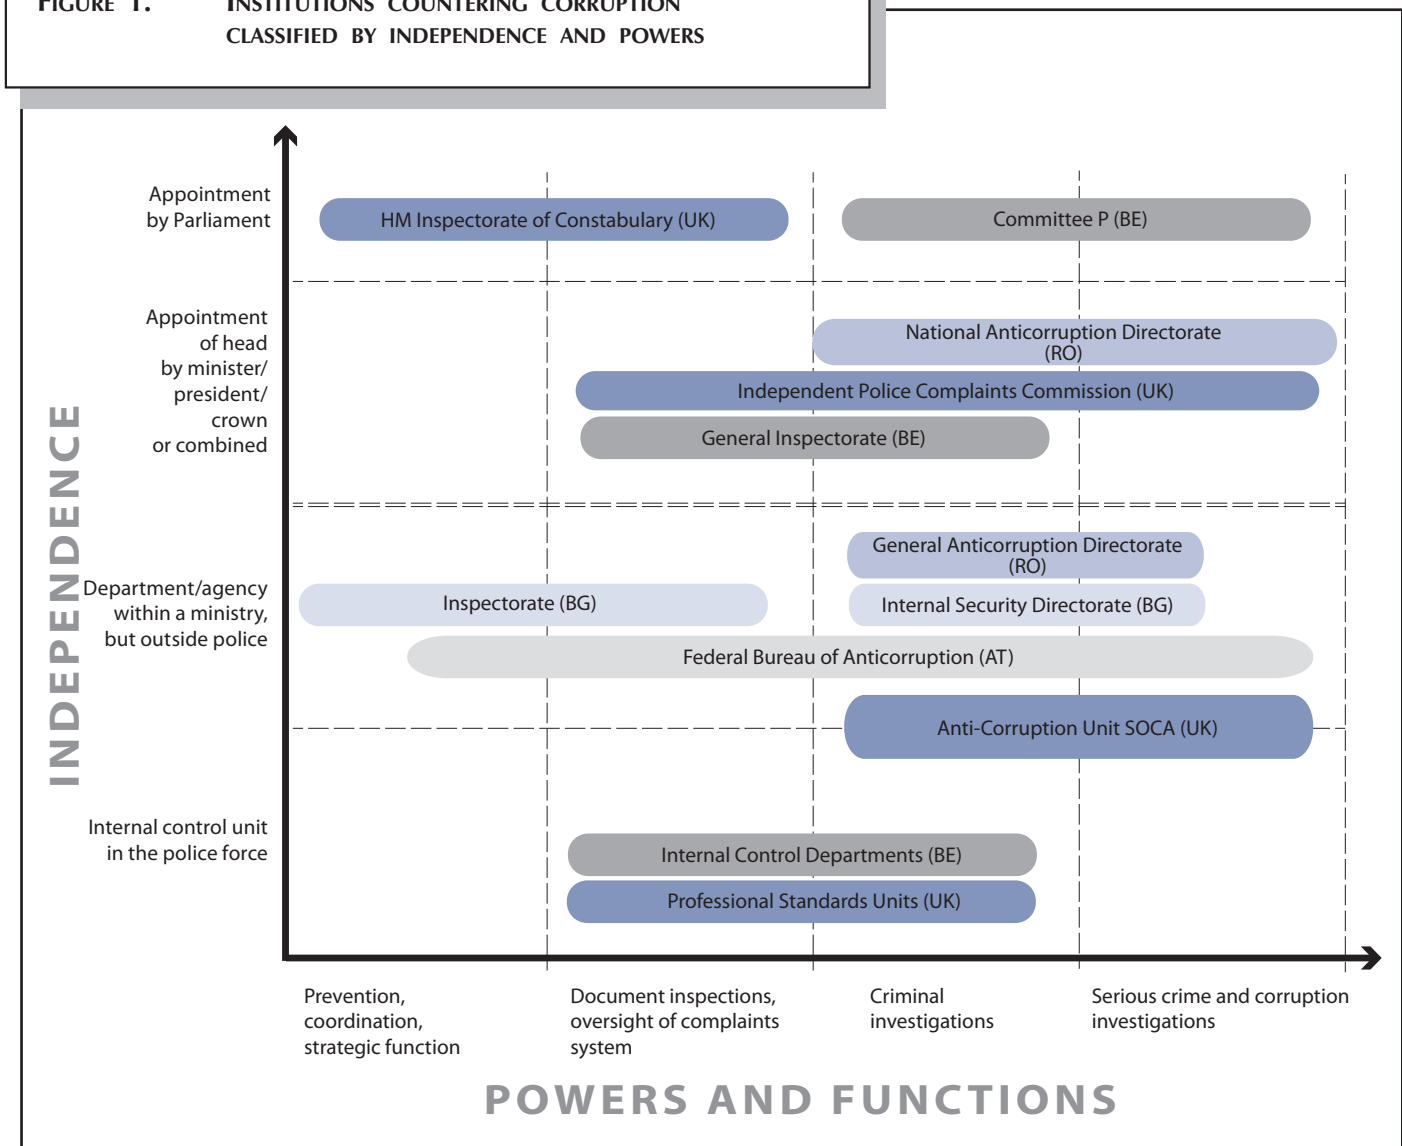 FIGURE 1.
INSTITUTIONS COUNTERING CORRUPTION
CLASSIFIED BY INDEPENDENCE AND POWERS
INDEPENDENCE
Appointment
by Parliament
HM Inspectorate of Constabulary (UK)
Committee P (BE)
Appointment
of head
by minister/
president/
crown
or combined
National Anticorruption Directorate
(RO)
Independent Police Complaints Commission (UK)
General Inspectorate (BE)
Department/agency
within a ministry,
but outside police
General Anticorruption Directorate
(RO)
Inspectorate (BG)
Internal Security Directorate (BG)
Federal Bureau of Anticorruption (AT)
Anti-Corruption Unit SOCA (UK)
Internal control unit
in the police force
Internal Control Departments (BE)
Professional Standards Units (UK)
Prevention,
coordination,
strategic function
Document inspections,
oversight of complaints
system
Criminal
investigations
Serious crime and corruption
investigations
POWERS AND FUNCTIONS